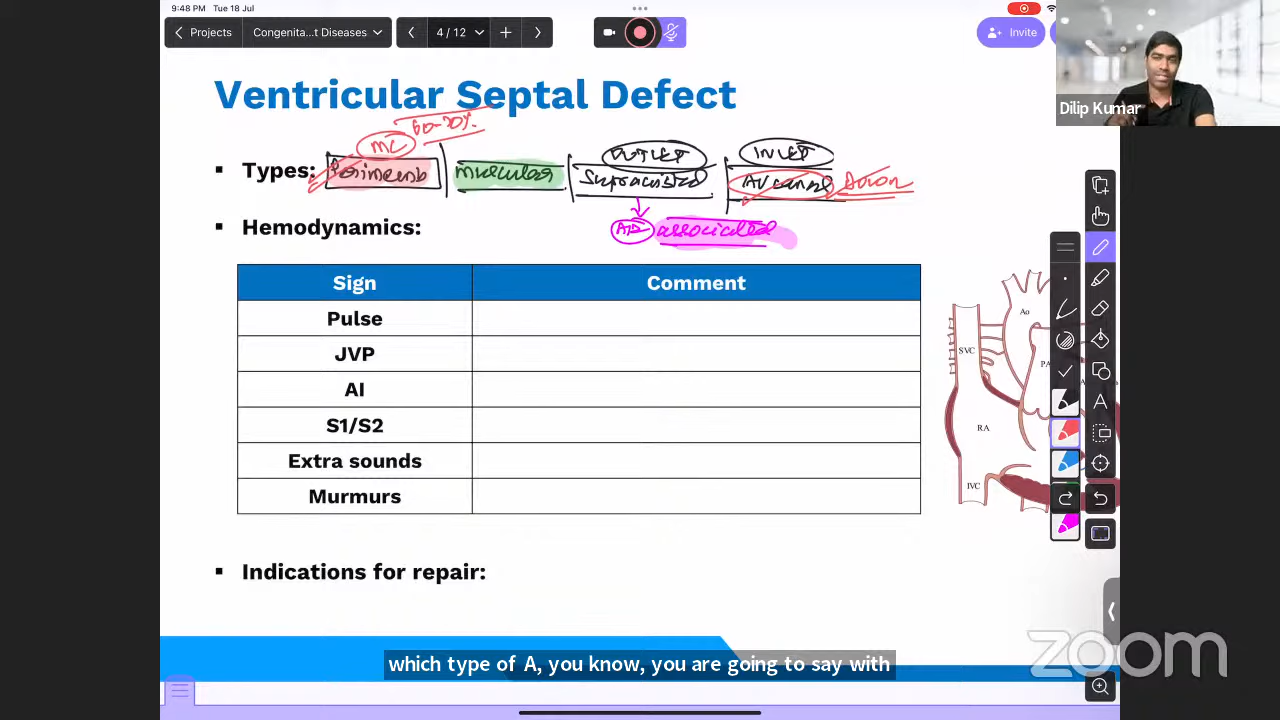 9:48 PM Tue 18 Jul
Projects
Congenita...t Diseases
4 / 12
Invite
Dilip Kumar
Ventricular Septal Defect
60-70%
MC
OUTLET
INLET
Types:
muscular
Supracristal
AV canal
Hemodynamics:
associated
Sign
Comment
Pulse
JVP
AI
S1/S2
Extra sounds
Murmurs
Ao
SVC
PA
RA
IVC
A
Indications for repair:
which type of A, you know, you are going to say with
zoom